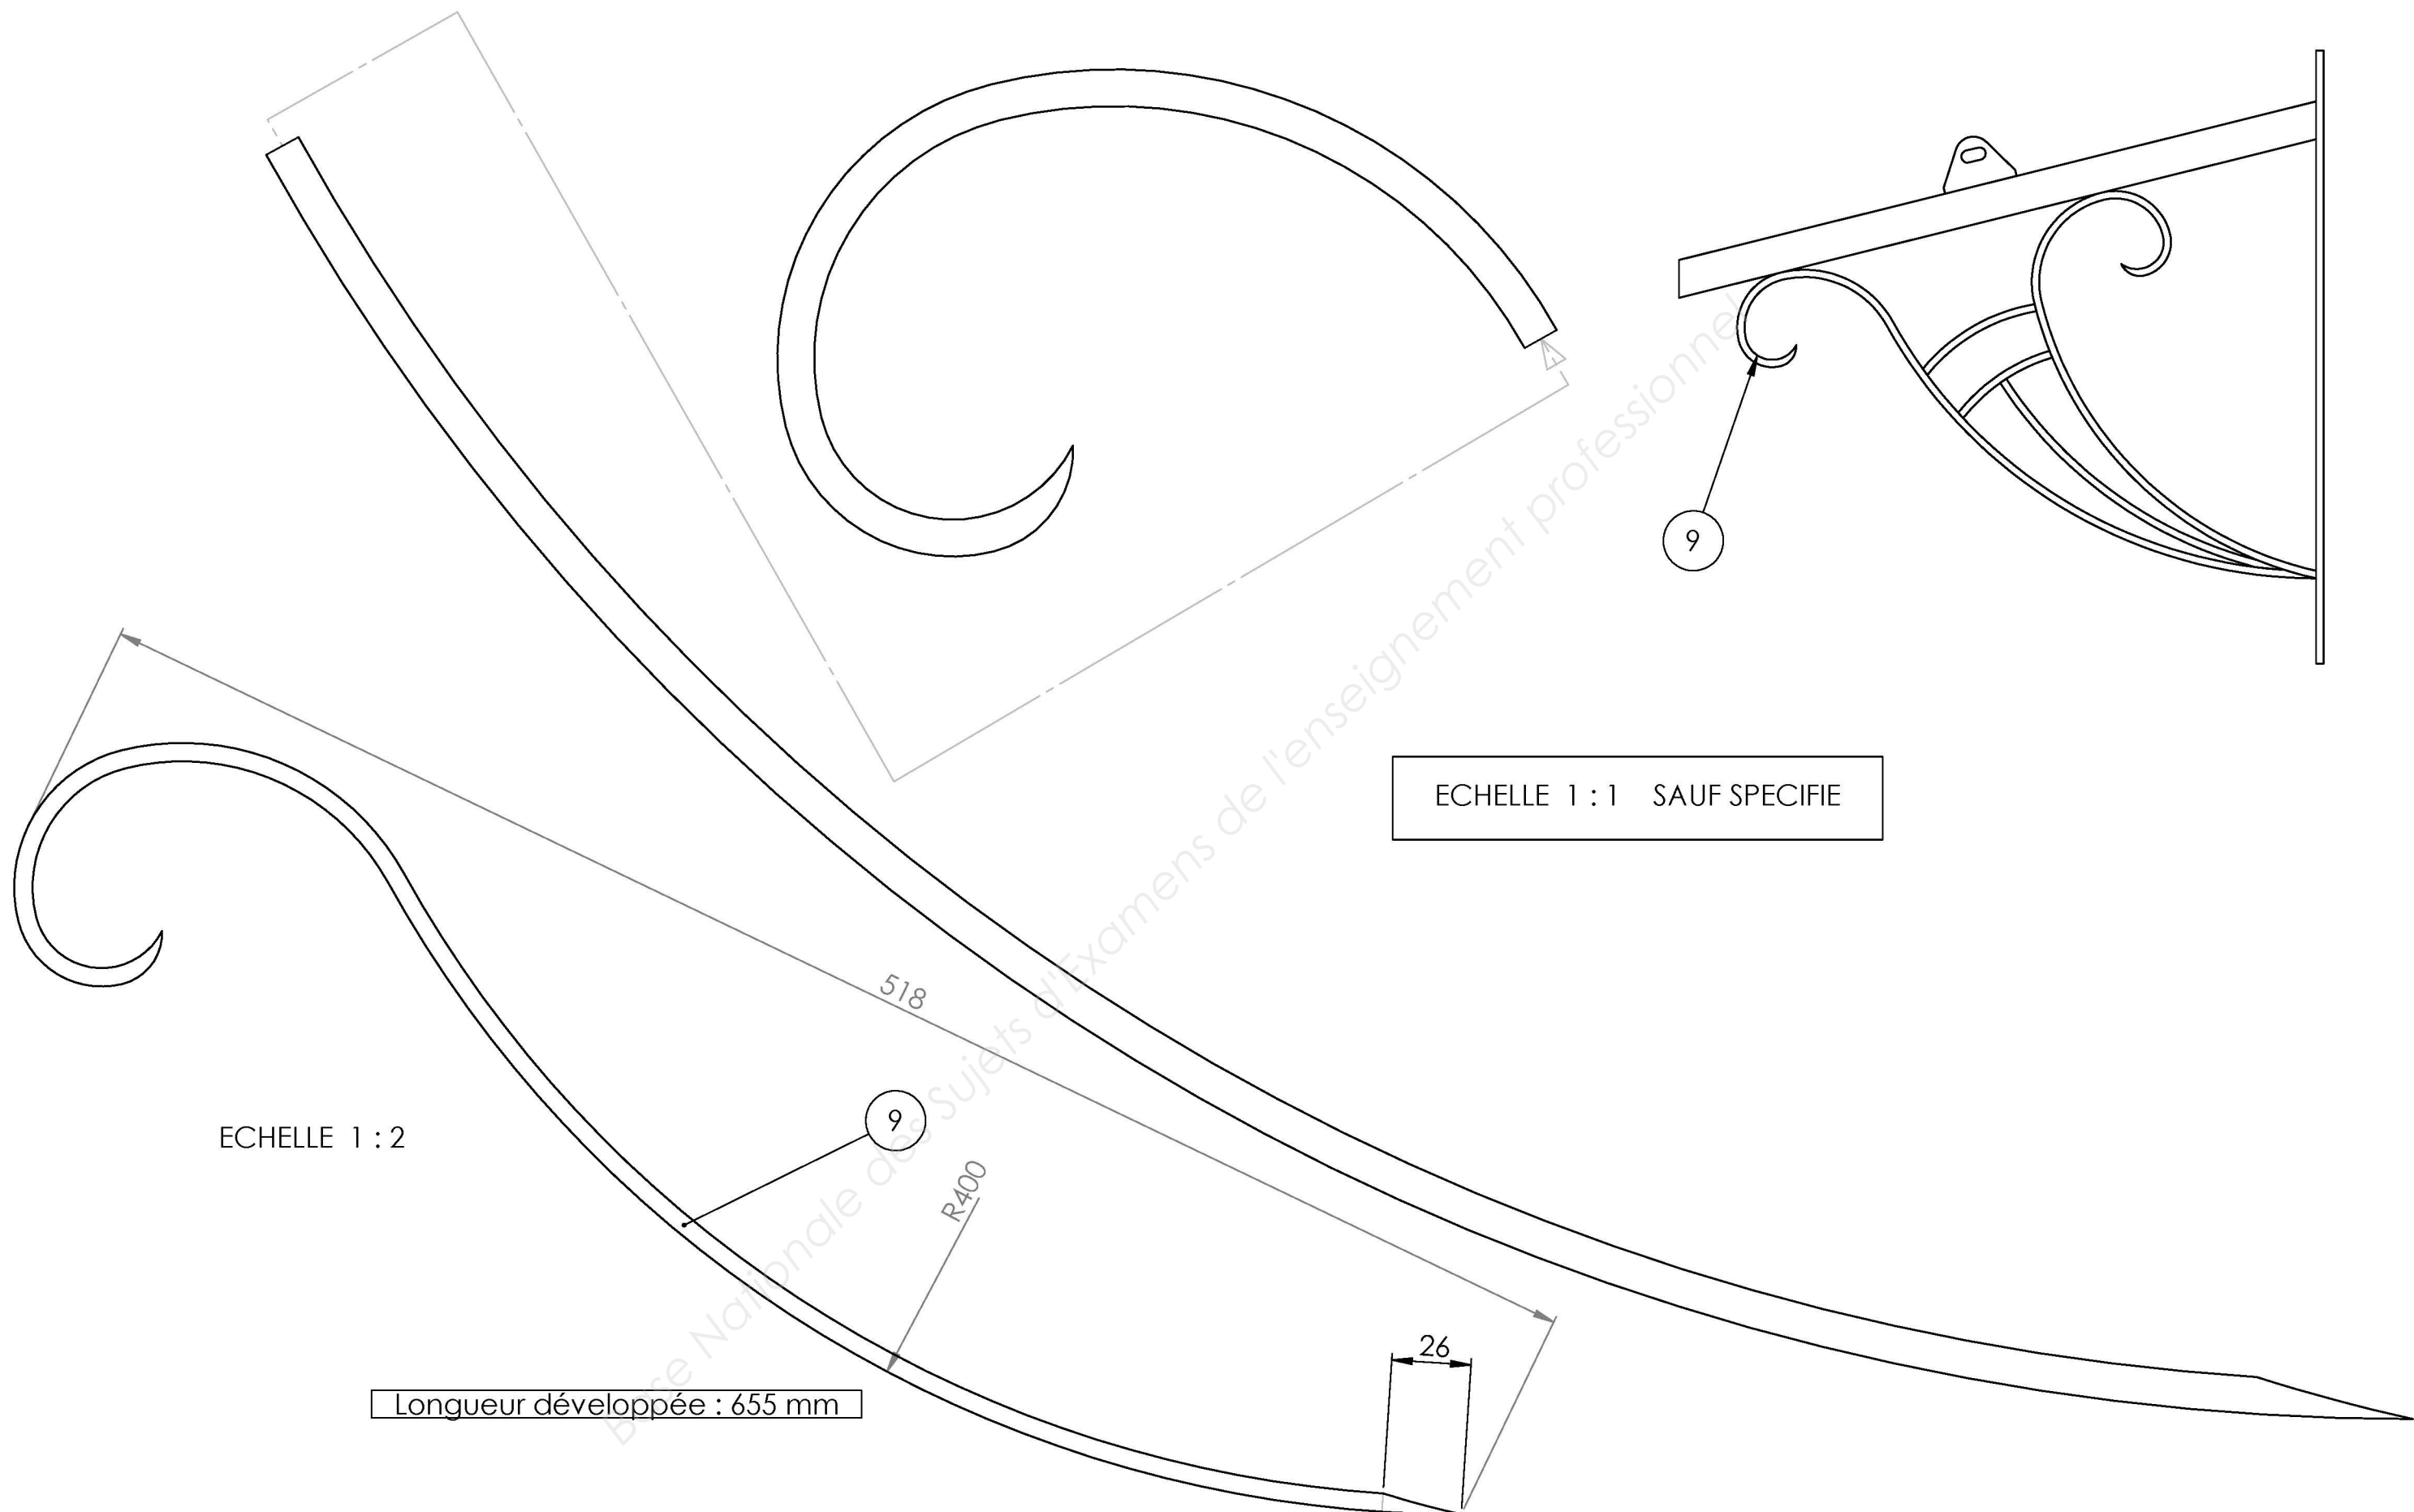 9
ECHELLE 1 : 1 SAUF SPECIFIE
518
9
ECHELLE 1 : 2
R400
26
Longueur développée : 655 mm
Base Nationale des Sujets d'Examens de l'enseignement professionnel